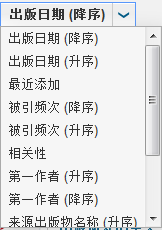 出版日期 (降序)
出版日期 (降序)
出版日期 (升序)
最近添加
被引频次 (降序)
被引频次 (升序)
相关性
第一作者 (升序)
第一作者 (降序)
来源出版物名称 (升序)